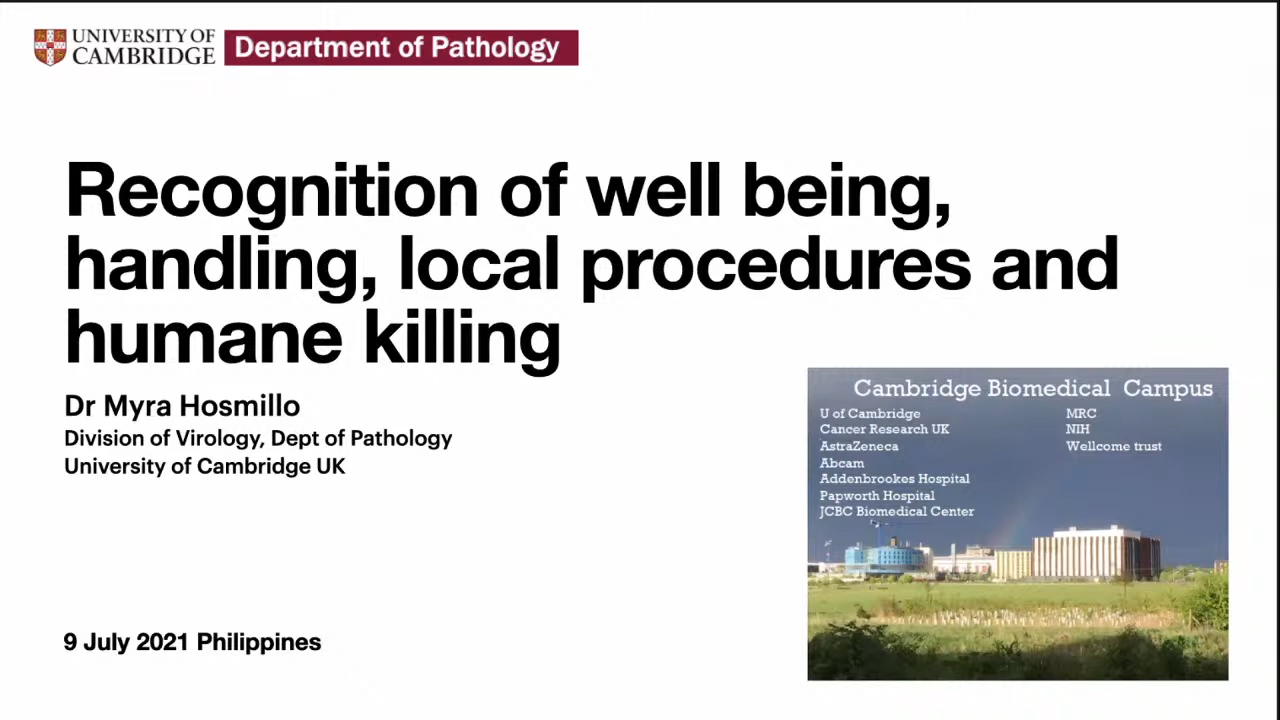 UNIVERSITY OF
CAMBRIDGE
Department of Pathology
Recognition of well being,
handling, local procedures and
humane killing
Dr Myra Hosmillo
Division of Virology, Dept of Pathology
University of Cambridge UK
9 July 2021 Philippines
Cambridge Biomedical Campus
U of Cambridge
Cancer Research UK
AstraZeneca
Abcam
Addenbrookes Hospital
Papworth Hospital
JCBC Biomedical Center
MRC
NIH
Wellcome trust